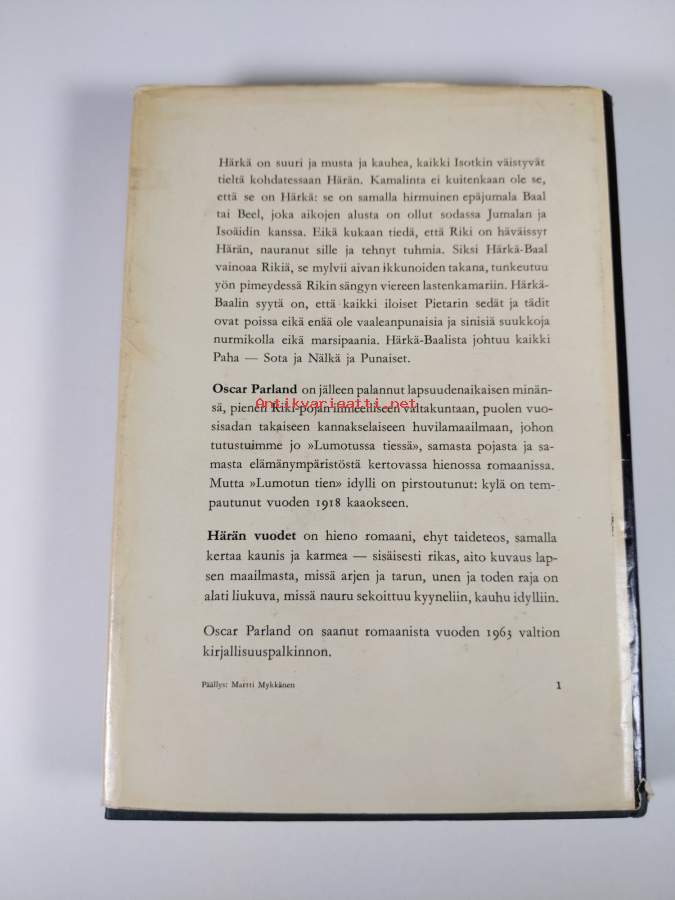 Härkä on suuri ja musta ja kauhea, kaikki Isotkin väistyvät
tieltä kohdatessaan Härän. Kamalinta ei kuitenkaan ole se,
että se on Härkä: se on samalla hirmuinen epäjumala Baal
tai Beel, joka aikojen alusta on ollut sodassa Jumalan ja
Isoäidin kanssa. Eikä kukaan tiedä, että Riki on häväissyt
Härän, nauranut sille ja tehnyt tuhmia. Siksi Härkä-Baal
vainoaa Rikiä, se mylvii aivan ikkunoiden takana, tunkeutuu
yön pimeydessä Rikin sängyn viereen lastenkamariin. Härkä-
Baalin syytä on, että kaikki iloiset Pietarin sedät ja tädit
ovat poissa eikä enää ole vaaleanpunaisia ja sinisiä suukkoja
nurmikolla eikä marsipaania. Härkä-Baalista johtuu kaikki
Paha — Sota ja Nälkä ja Punaiset.
Oscar Parland on jälleen palannut lapsuudenaikaisen minän-
Antikvariaatti.net
sä, pienen Riki-pojan ihmeelliseen valtakuntaan, puolen vuo-
sisadan takaiseen kannakselaiseen huvilamaailmaan, johon
tutustuimme jo »Lumotussa tiessä», samasta pojasta ja sa-
masta elämänympäristöstä kertovassa hienossa romaanissa.
Mutta »Lumotun tien» idylli on pirstoutunut: kylä on tem-
pautunut vuoden 1918 kaaokseen.
Härän vuodet on hieno romaani, ehyt taideteos, samalla
kertaa kaunis ja karmea — sisäisesti rikas, aito kuvaus lap-
sen maailmasta, missä arjen ja tarun, unen ja toden raja on
alati liukuva, missä nauru sekoittuu kyyneliin, kauhu idylliin.
Oscar Parland on saanut romaanista vuoden 1963 valtion
kirjallisuuspalkinnon.
Päällys: Martti Mykkänen 1